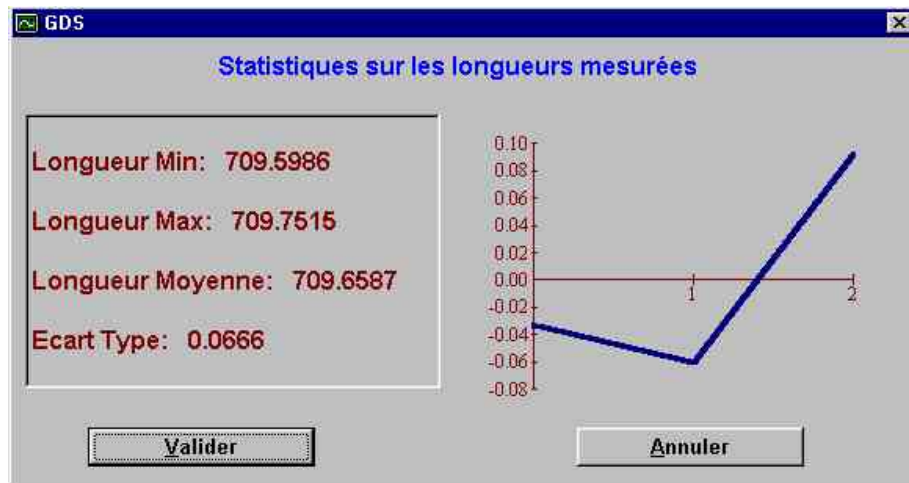 GDS
Statistiques sur les longueurs mesurées
Longueur Min: 709.5986
Longueur Max: 709.7515
Longueur Moyenne: 709.6587
Ecart Type: 0.0666
0.10
0.08
0.06
0.04
0.02
0.00
-0.02
-0.04
-0.06
-0.08
1
2
Valider
Annuler